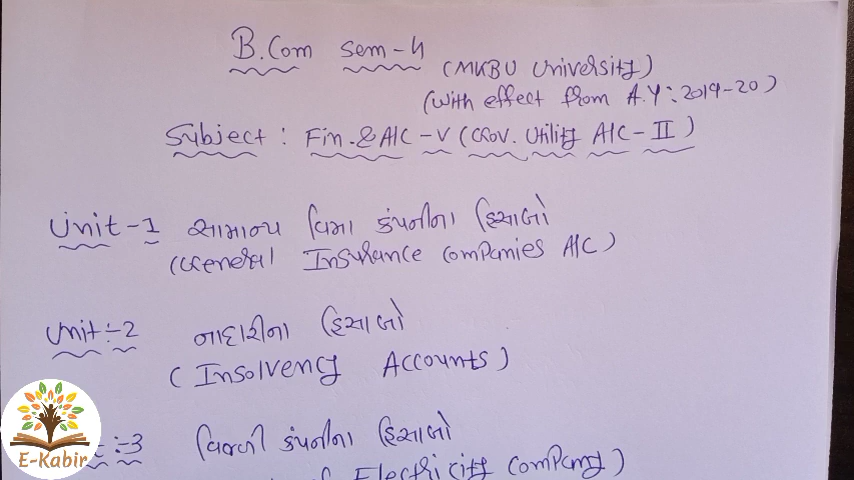 B.Com Sem-4
(MKBU University)
(With effect from A.Y: 2019-20)
Subject : Fin. & A/C - V (Gov. Utility A/C - II)
Unit-1 સામાન્ય વિમા કંપનીના હિસાબો
(General Insurance Companies A/C)
Unit:-2 નાદારીના હિસાબો
(Insolvency Accounts)
:-3 વિજળી કંપનીના હિસાબો
of Electricity Company)
E-Kabir